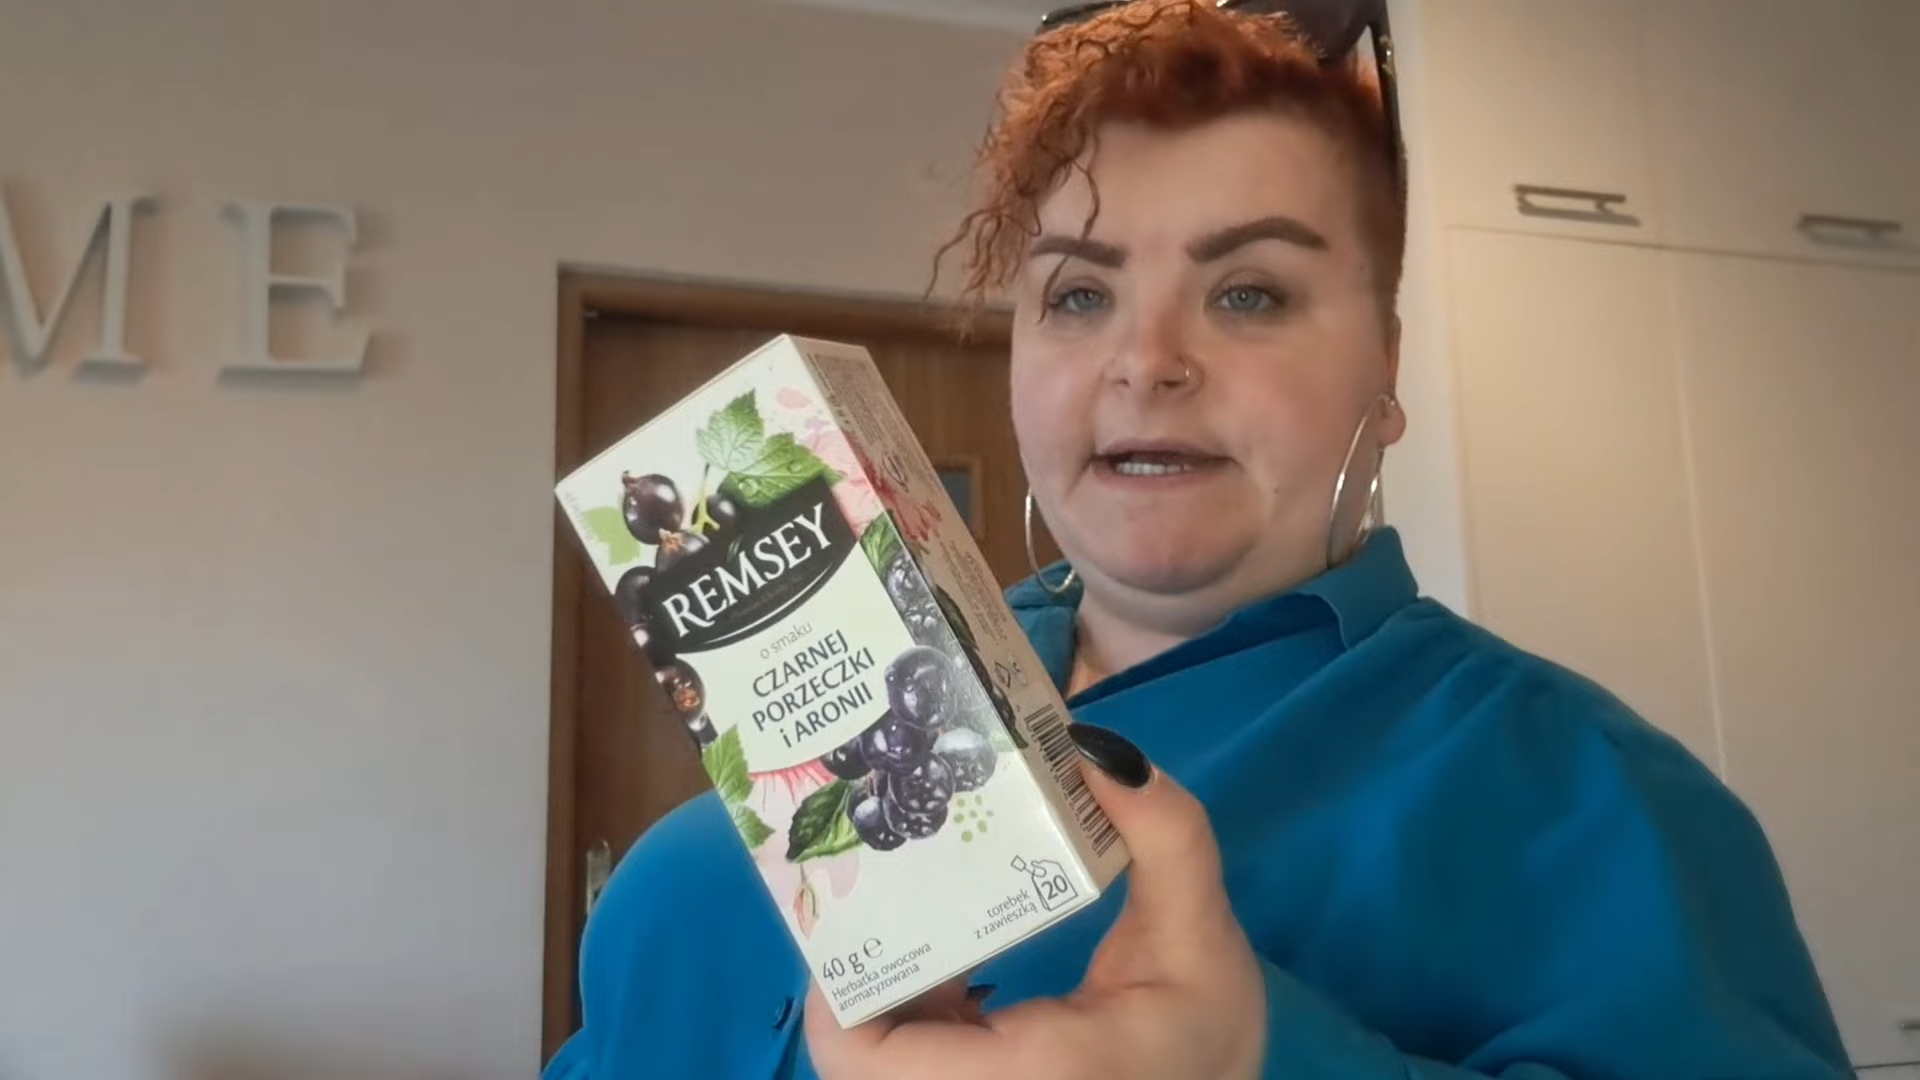 ME
REMSEY
o smaku
CZARNEJ
PORZECZKI
i ARONII
20
torebek
z zawieszką
40 g ℮
Herbatka owocowa
aromatyzowana